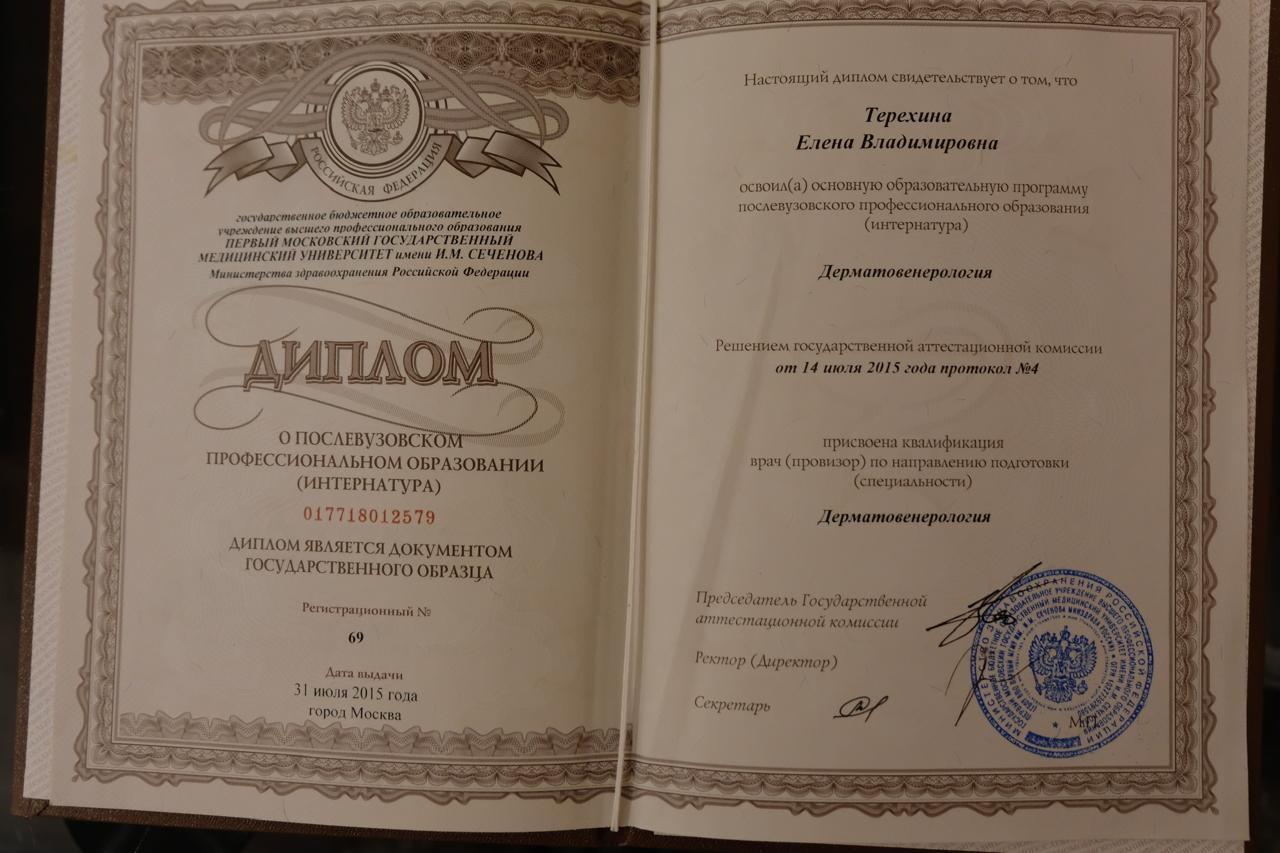 РОССИЙСКАЯ ФЕДЕРАЦИЯ
государственное бюджетное образовательное
учреждение высшего профессионального образования
ПЕРВЫЙ МОСКОВСКИЙ ГОСУДАРСТВЕННЫЙ
МЕДИЦИНСКИЙ УНИВЕРСИТЕТ имени И.М. СЕЧЕНОВА
Министерства здравоохранения Российской Федерации
ДИПЛОМ
О ПОСЛЕВУЗОВСКОМ
ПРОФЕССИОНАЛЬНОМ ОБРАЗОВАНИИ
(ИНТЕРНАТУРА)
017718012579
ДИПЛОМ ЯВЛЯЕТСЯ ДОКУМЕНТОМ
ГОСУДАРСТВЕННОГО ОБРАЗЦА
Регистрационный №
69
Дата выдачи
31 июля 2015 года
город Москва
Настоящий диплом свидетельствует о том, что
Терехина
Елена Владимировна
освоил(а) основную образовательную программу
послевузовского профессионального образования
(интернатура)
Дерматовенерология
Решением государственной аттестационной комиссии
от 14 июля 2015 года протокол №4
присвоена квалификация
врач (провизор) по направлению подготовки
(специальности)
Дерматовенерология
Председатель Государственной
аттестационной комиссии
Ректор (Директор)
Секретарь
МП